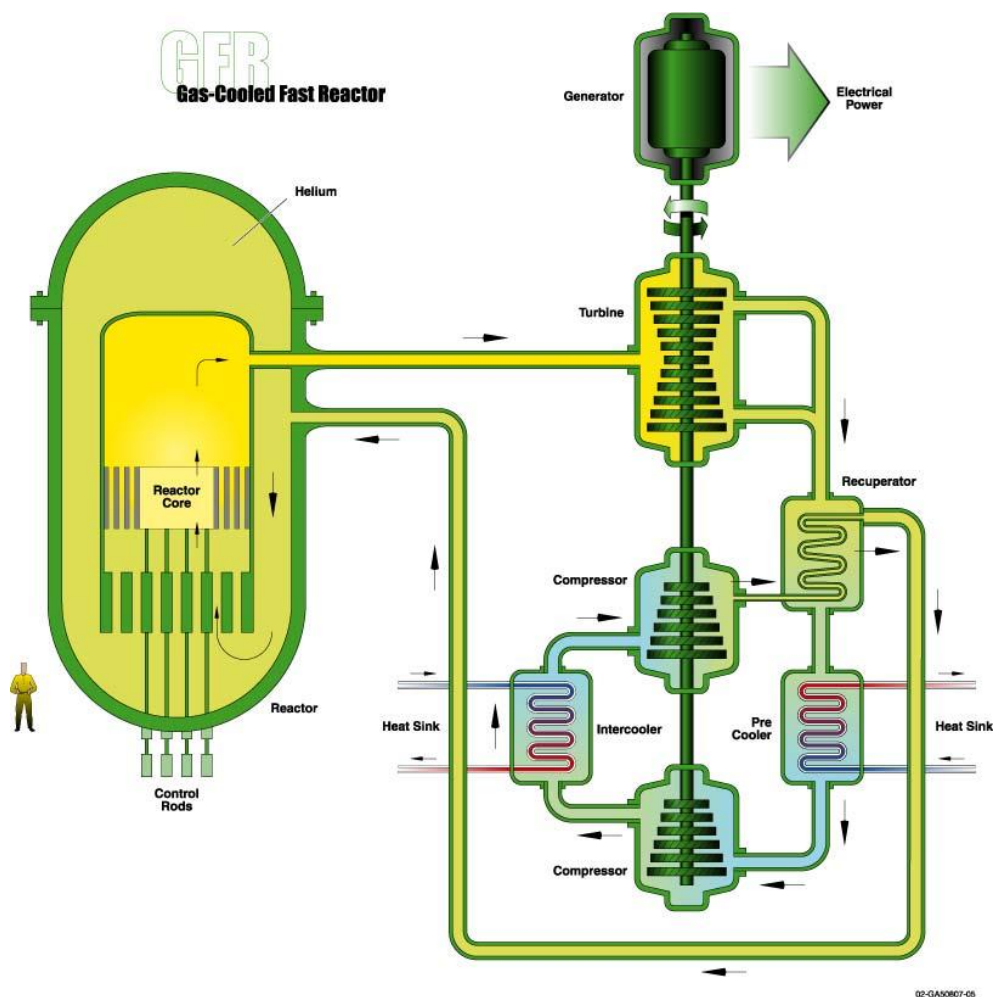 GFR
Gas-Cooled Fast Reactor
Generator
Electrical
Power
Helium
Turbine
Reactor
Core
Recuperator
Compressor
Reactor
Heat Sink
Intercooler
Pre
Cooler
Heat Sink
Control
Rods
Compressor
02-GA50807-05